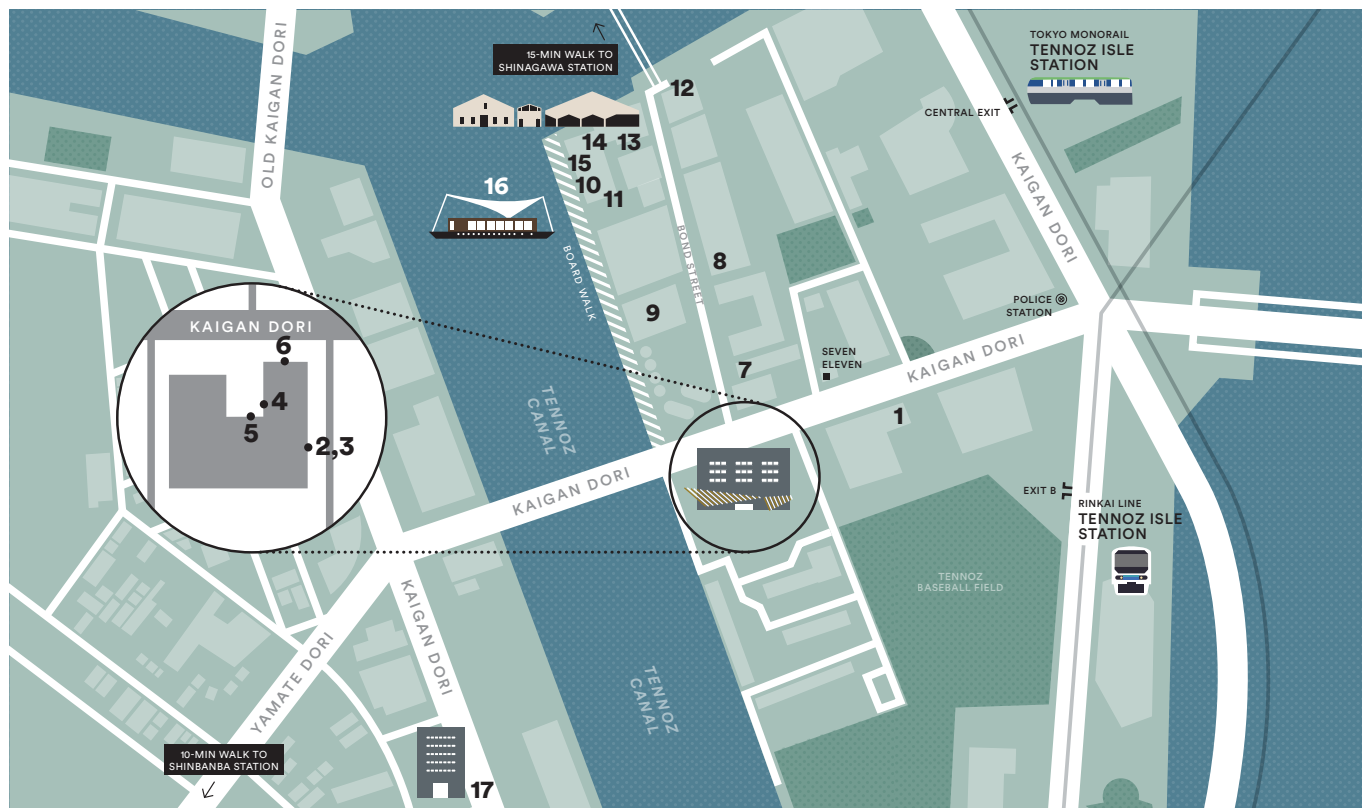 15-MIN WALK TO
SHINAGAWA STATION
TOKYO MONORAIL
TENNOZ ISLE
STATION
CENTRAL EXIT
OLD KAIGAN DORI
KAIGAN DORI
12
14
13
15
10
11
16
BOARD WALK
BOND STREET
8
9
7
POLICE
STATION
SEVEN
ELEVEN
KAIGAN DORI
1
KAIGAN DORI
6
4
5
2,3
TENNOZ
CANAL
KAIGAN DORI
EXIT B
RINKAI LINE
TENNOZ ISLE
STATION
TENNOZ
BASEBALL FIELD
KAIGAN DORI
YAMATE DORI
TENNOZ
CANAL
10-MIN WALK TO
SHINBANBA STATION
17